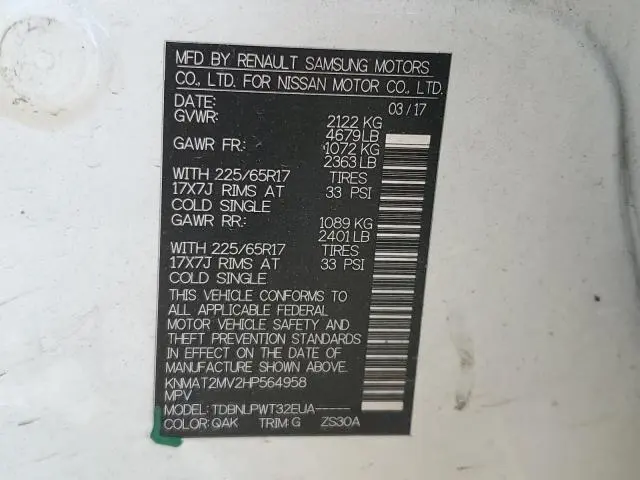 MFD BY RENAULT SAMSUNG MOTORS
CO., LTD. FOR NISSAN MOTOR CO., LTD.
DATE: 03/17
GVWR: 2122 KG
4679 LB
GAWR FR: 1072 KG
2363 LB
WITH 225/65R17 TIRES
17X7J RIMS AT 33 PSI
COLD SINGLE
GAWR RR: 1089 KG
2401 LB
WITH 225/65R17 TIRES
17X7J RIMS AT 33 PSI
COLD SINGLE
THIS VEHICLE CONFORMS TO
ALL APPLICABLE FEDERAL
MOTOR VEHICLE SAFETY AND
THEFT PREVENTION STANDARDS
IN EFFECT ON THE DATE OF
MANUFACTURE SHOWN ABOVE.
KNMAT2MV2HP564958
MPV
MODEL: TDBNLPWT32EUA-----
COLOR: QAK TRIM: G ZS30A